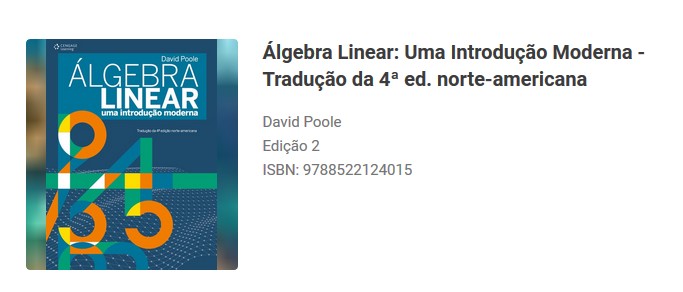 CENGAGE
Learning
David Poole
ÁLGEBRA
LINEAR
uma introdução moderna
Tradução da 4ª edição norte-americana
Álgebra Linear: Uma Introdução Moderna -
Tradução da 4ª ed. norte-americana
David Poole
Edição 2
ISBN: 9788522124015